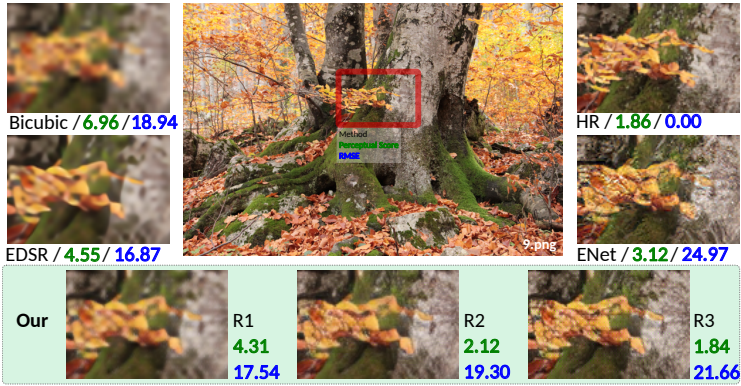 Bicubic / 6.96 / 18.94
Method
Perceptual Score
RMSE
HR / 1.86 / 0.00
9.png
EDSR / 4.55 / 16.87
ENet / 3.12 / 24.97
Our
R1
4.31
17.54
R2
2.12
19.30
R3
1.84
21.66